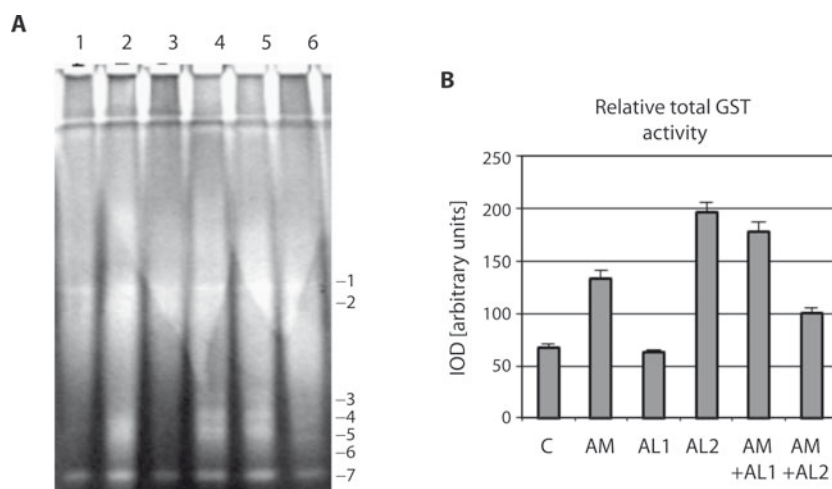 A
1 2 3 4 5 6
–1
–2
–3
–4
–5
–6
–7
B
Relative total GST
activity
IOD [arbitrary units]
250
200
150
100
50
0
C AM AL1 AL2 AM AM
+AL1 +AL2